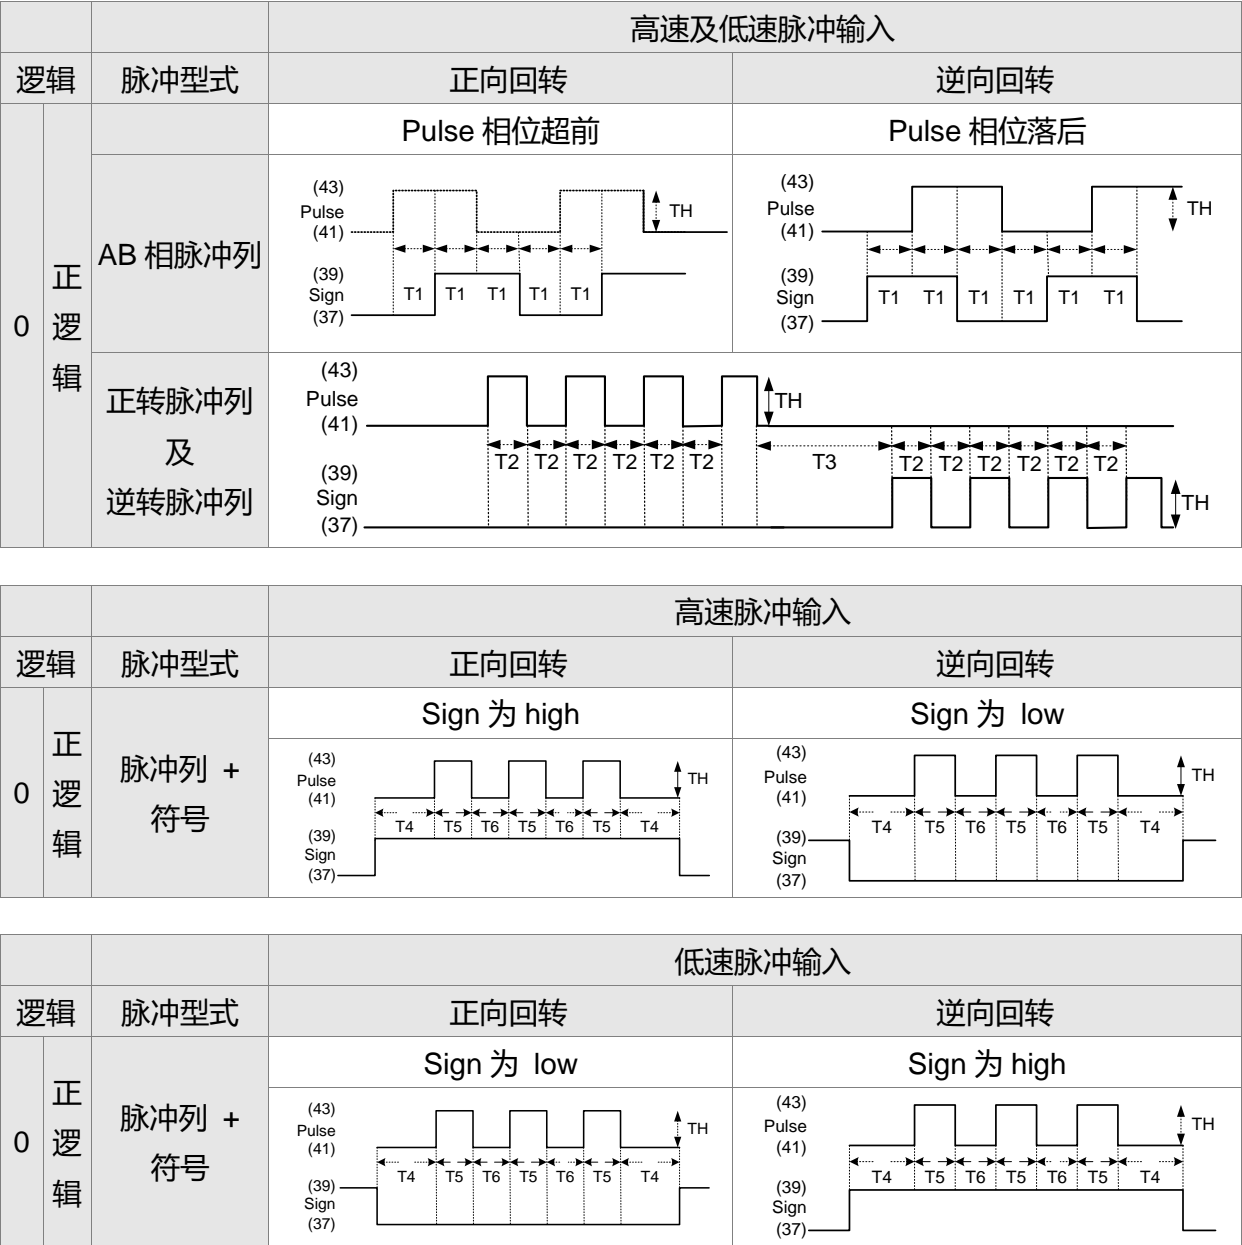 高速及低速脉冲输入
逻辑 脉冲型式 正向回转 逆向回转
0 正逻辑
Pulse 相位超前 Pulse 相位落后
AB 相脉冲列
(43)
Pulse
(41)
TH
(39)
Sign
(37)
T1 T1 T1 T1 T1
(43)
Pulse
(41)
TH
(39)
Sign
(37)
T1 T1 T1 T1 T1 T1
正转脉冲列
及
逆转脉冲列
(43)
Pulse
(41)
TH
T2 T2 T2 T2 T2 T2 T3 T2 T2 T2 T2 T2 T2
(39)
Sign
(37)
TH
高速脉冲输入
逻辑 脉冲型式 正向回转 逆向回转
0 正逻辑
脉冲列 +
符号
Sign 为 high Sign 为 low
(43)
Pulse
(41)
TH
T4 T5 T6 T5 T6 T5 T4
(39)
Sign
(37)
(43)
Pulse
(41)
TH
T4 T5 T6 T5 T6 T5 T4
(39)
Sign
(37)
低速脉冲输入
逻辑 脉冲型式 正向回转 逆向回转
0 正逻辑
脉冲列 +
符号
Sign 为 low Sign 为 high
(43)
Pulse
(41)
TH
T4 T5 T6 T5 T6 T5 T4
(39)
Sign
(37)
(43)
Pulse
(41)
TH
T4 T5 T6 T5 T6 T5 T4
(39)
Sign
(37)